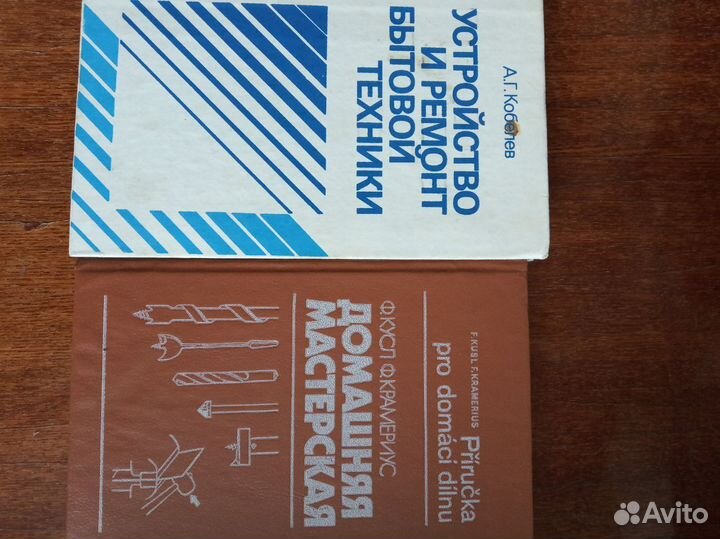 А.Г.Кобелев
УСТРОЙСТВО
И РЕМОНТ
БЫТОВОЙ
ТЕХНИКИ
F.KUSL F.KRAMERIUS
Příručka
pro domácí dílnu
Ф.КУСЛ Ф.КРАМЕРИУС
ДОМАШНЯЯ
МАСТЕРСКАЯ
Avito